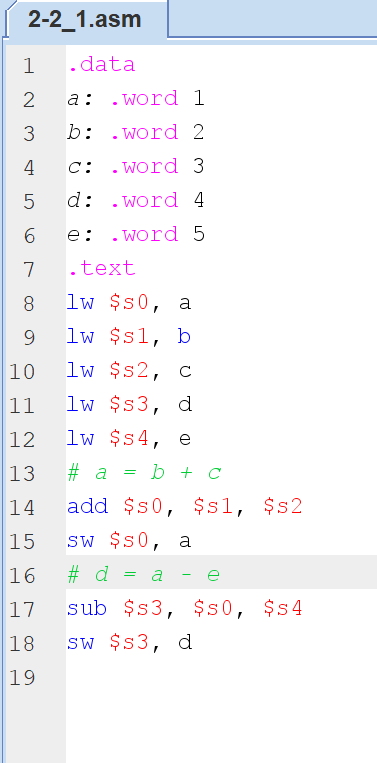 2-2_1.asm
1 .data
2 a: .word 1
3 b: .word 2
4 c: .word 3
5 d: .word 4
6 e: .word 5
7 .text
8 lw $s0, a
9 lw $s1, b
10 lw $s2, c
11 lw $s3, d
12 lw $s4, e
13 # a = b + c
14 add $s0, $s1, $s2
15 sw $s0, a
16 # d = a - e
17 sub $s3, $s0, $s4
18 sw $s3, d
19